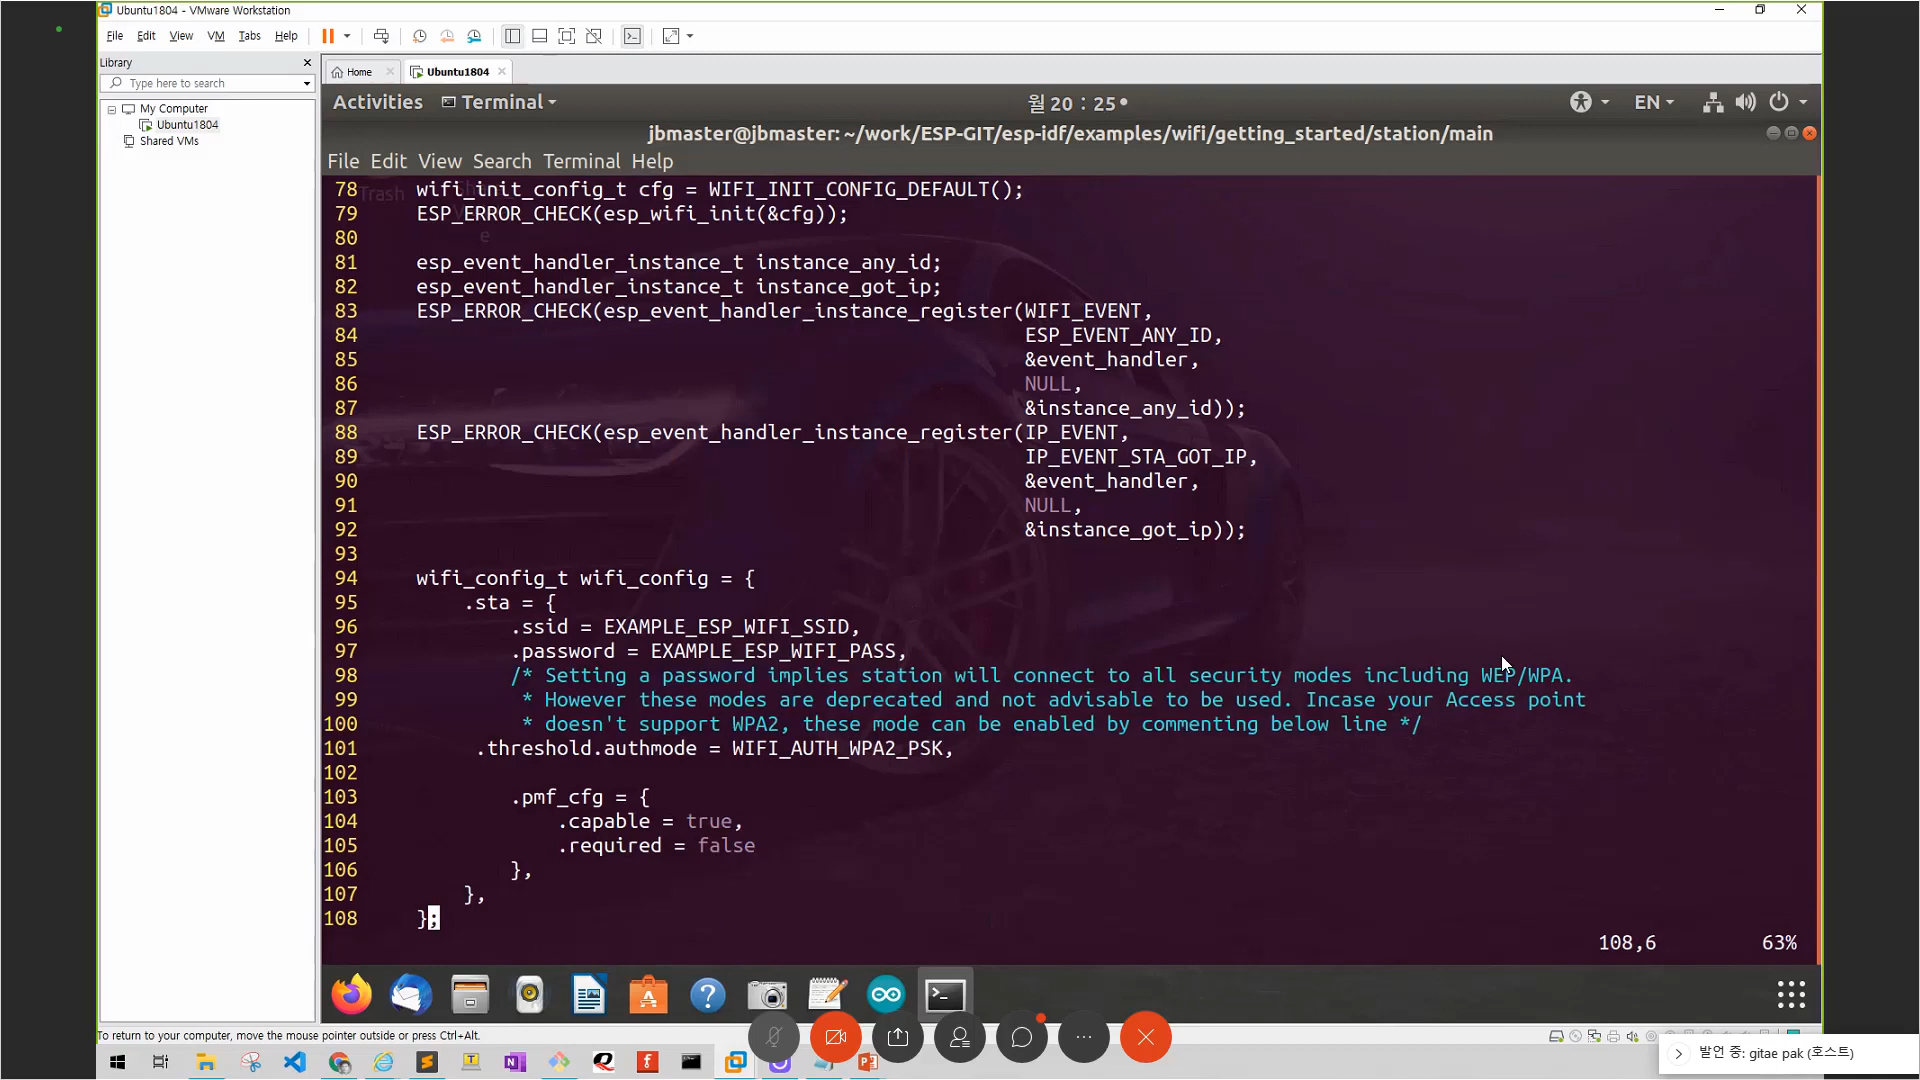 Ubuntu1804 - VMware Workstation
File Edit View VM Tabs Help
Library
Type here to search
My Computer
Ubuntu1804
Shared VMs
Home
Ubuntu1804
Activities Terminal 월 20 : 25 EN
jbmaster@jbmaster: ~/work/ESP-GIT/esp-idf/examples/wifi/getting_started/station/main
File Edit View Search Terminal Help
Trash
78 wifi_init_config_t cfg = WIFI_INIT_CONFIG_DEFAULT();
79 ESP_ERROR_CHECK(esp_wifi_init(&cfg));
80
81 esp_event_handler_instance_t instance_any_id;
82 esp_event_handler_instance_t instance_got_ip;
83 ESP_ERROR_CHECK(esp_event_handler_instance_register(WIFI_EVENT,
84 ESP_EVENT_ANY_ID,
85 &event_handler,
86 NULL,
87 &instance_any_id));
88 ESP_ERROR_CHECK(esp_event_handler_instance_register(IP_EVENT,
89 IP_EVENT_STA_GOT_IP,
90 &event_handler,
91 NULL,
92 &instance_got_ip));
93
94 wifi_config_t wifi_config = {
95 .sta = {
96 .ssid = EXAMPLE_ESP_WIFI_SSID,
97 .password = EXAMPLE_ESP_WIFI_PASS,
98 /* Setting a password implies station will connect to all security modes including WEP/WPA.
99 * However these modes are deprecated and not advisable to be used. Incase your Access point
100 * doesn't support WPA2, these mode can be enabled by commenting below line */
101 .threshold.authmode = WIFI_AUTH_WPA2_PSK,
102
103 .pmf_cfg = {
104 .capable = true,
105 .required = false
106 },
107 },
108 };
108,6 63%
To return to your computer, move the mouse pointer outside or press Ctrl+Alt.
발언 중: gitae pak (호스트)